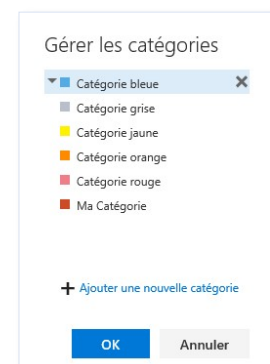 Gérer les catégories
Catégorie bleue
Catégorie grise
Catégorie jaune
Catégorie orange
Catégorie rouge
Ma Catégorie
Ajouter une nouvelle catégorie
OK Annuler